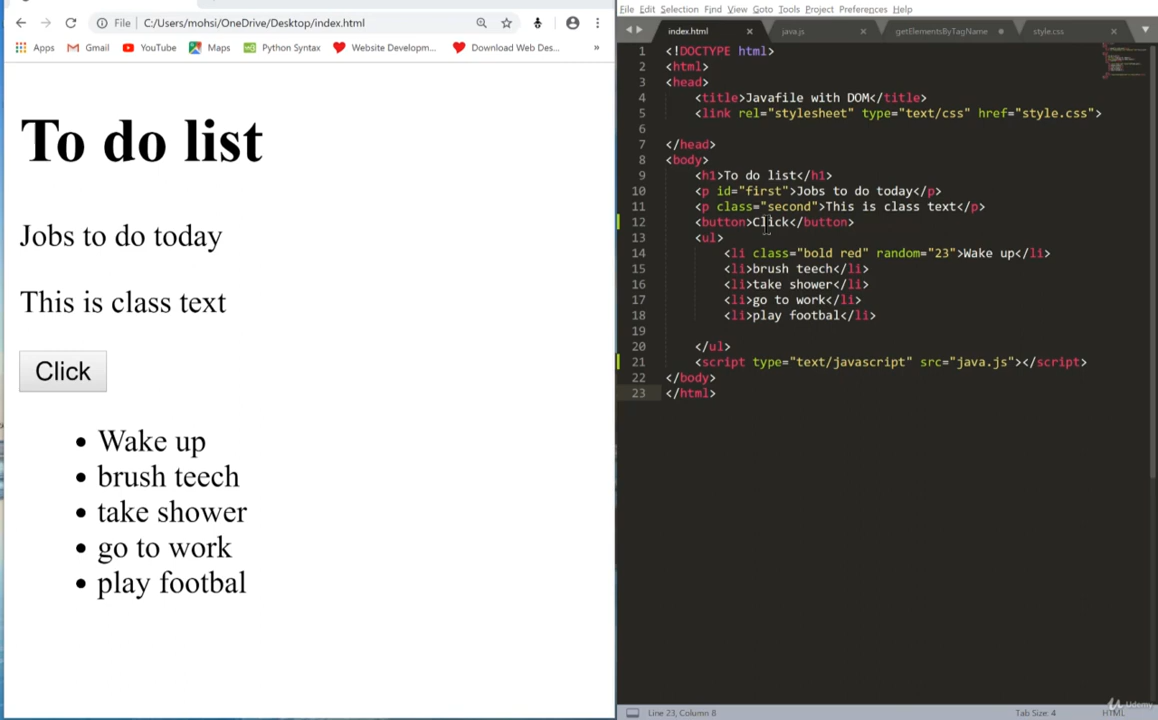 File C:/Users/mohsi/OneDrive/Desktop/index.html
Apps Gmail YouTube Maps Python Syntax Website Developm... Download Web Des... »
To do list
Jobs to do today
This is class text
Click
• Wake up
• brush teech
• take shower
• go to work
• play footbal
File Edit Selection Find View Goto Tools Project Preferences Help
index.html java.js getElementsByTagName style.css
1 <!DOCTYPE html>
2 <html>
3 <head>
4 <title>Javafile with DOM</title>
5 <link rel="stylesheet" type="text/css" href="style.css">
6
7 </head>
8 <body>
9 <h1>To do list</h1>
10 <p id="first">Jobs to do today</p>
11 <p class="second">This is class text</p>
12 <button>Click</button>
13 <ul>
14 <li class="bold red" random="23">Wake up</li>
15 <li>brush teech</li>
16 <li>take shower</li>
17 <li>go to work</li>
18 <li>play footbal</li>
19
20 </ul>
21 <script type="text/javascript" src="java.js"></script>
22 </body>
23 </html>
Line 23, Column 8 Tab Size: 4 HTML
Udemy